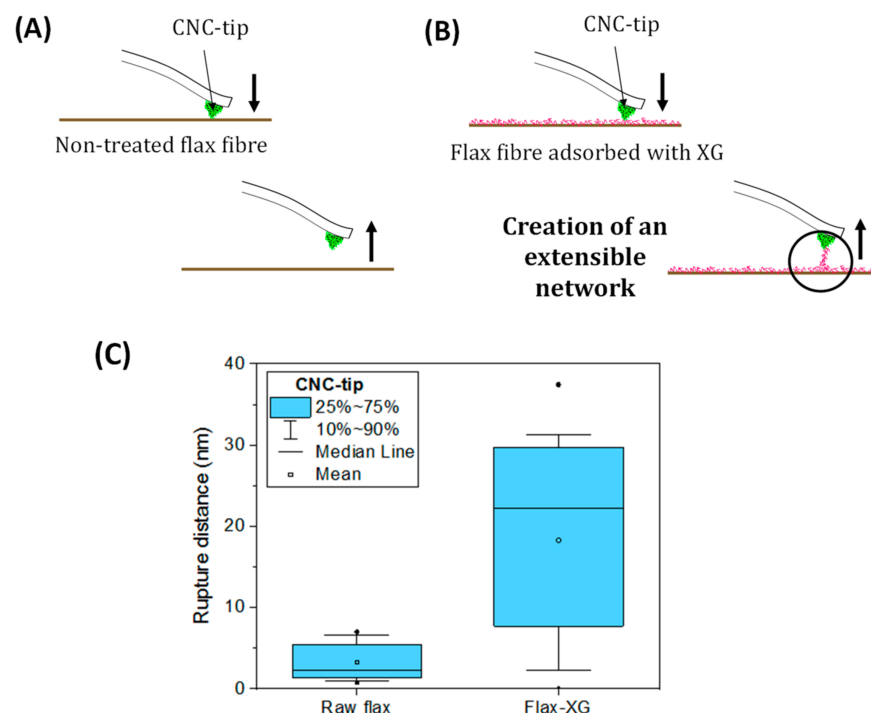 (A)
CNC-tip
Non-treated flax fibre
(B)
CNC-tip
Flax fibre adsorbed with XG
Creation of an
extensible
network
(C)
40
30
20
10
0
Rupture distance (nm)
CNC-tip
25%~75%
10%~90%
Median Line
Mean
Raw flax
Flax-XG